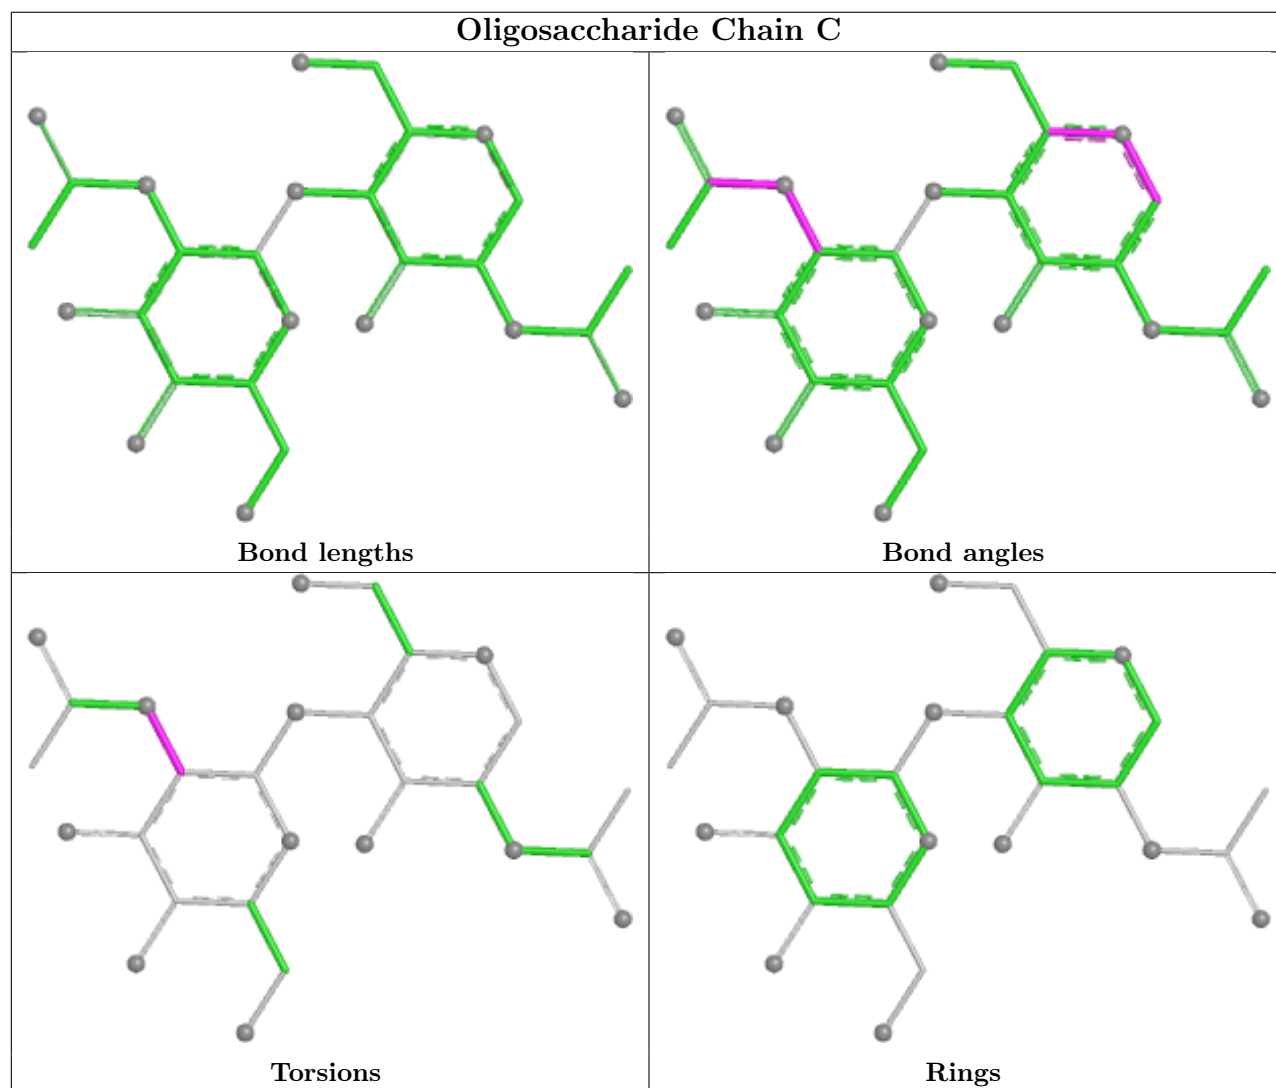 Oligosaccharide Chain C
Bond lengths
Bond angles
Torsions
Rings